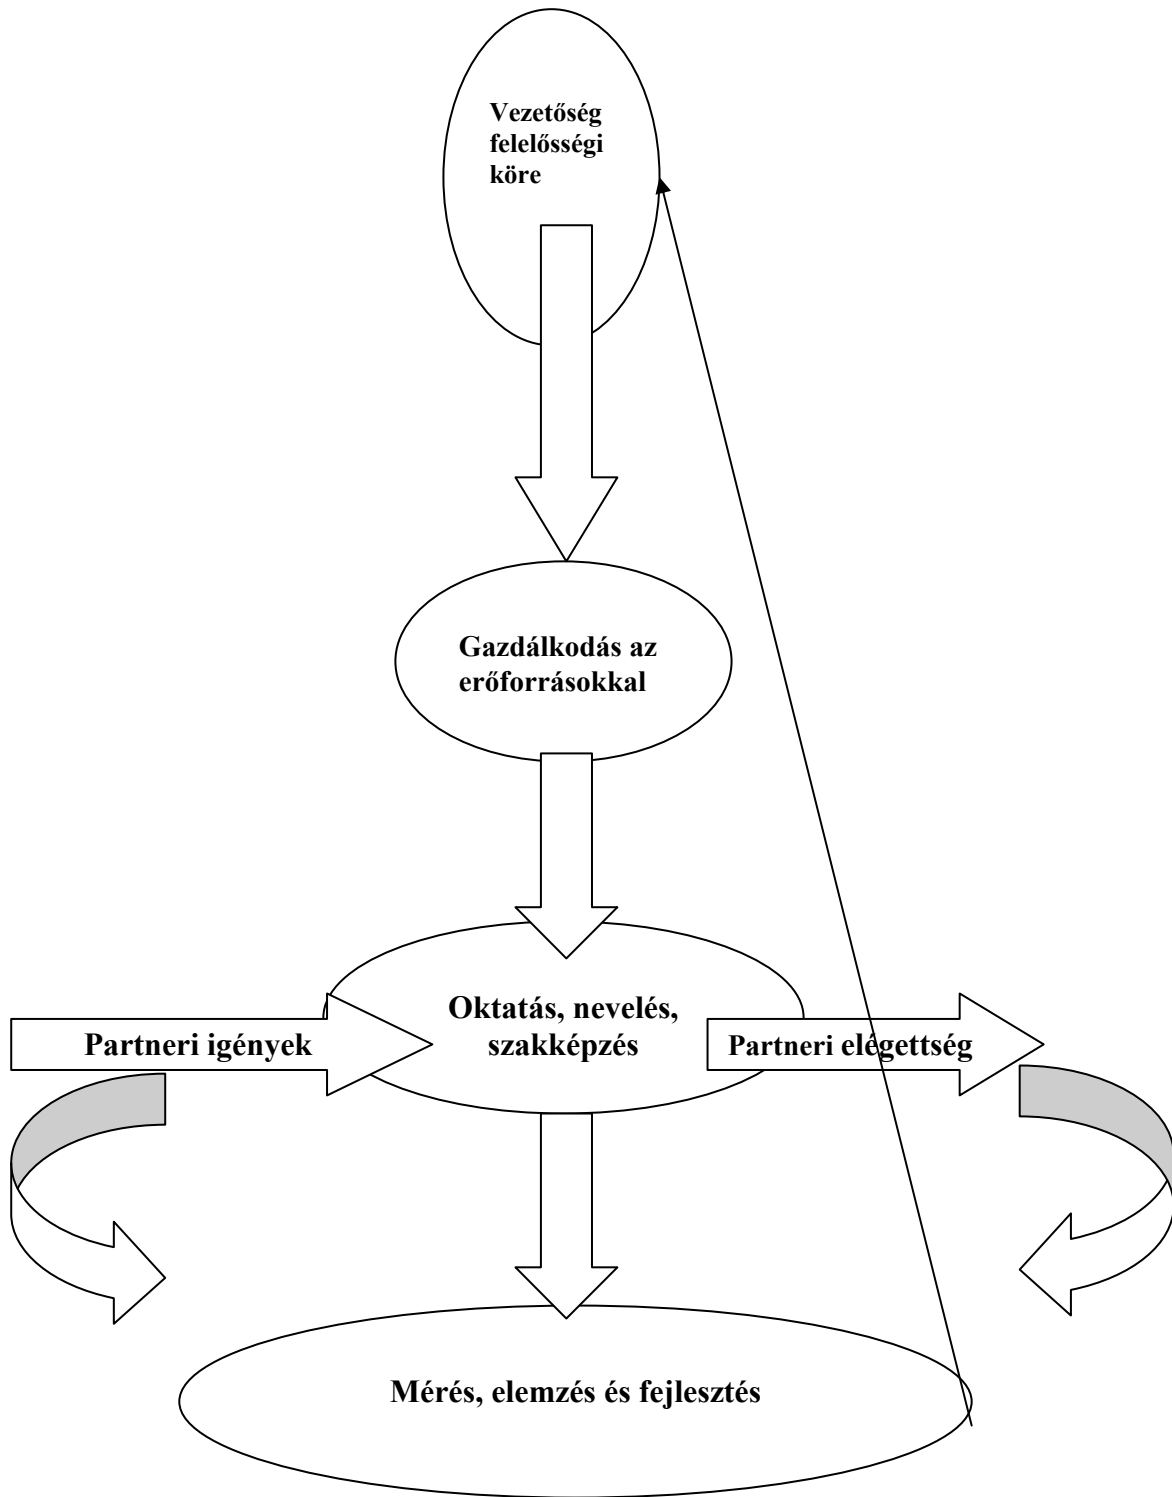 Vezetőség
felelősségi
köre
Gazdálkodás az
erőforrásokkal
Oktatás, nevelés,
szakképzés
Partneri igények
Partneri elégettség
Mérés, elemzés és fejlesztés